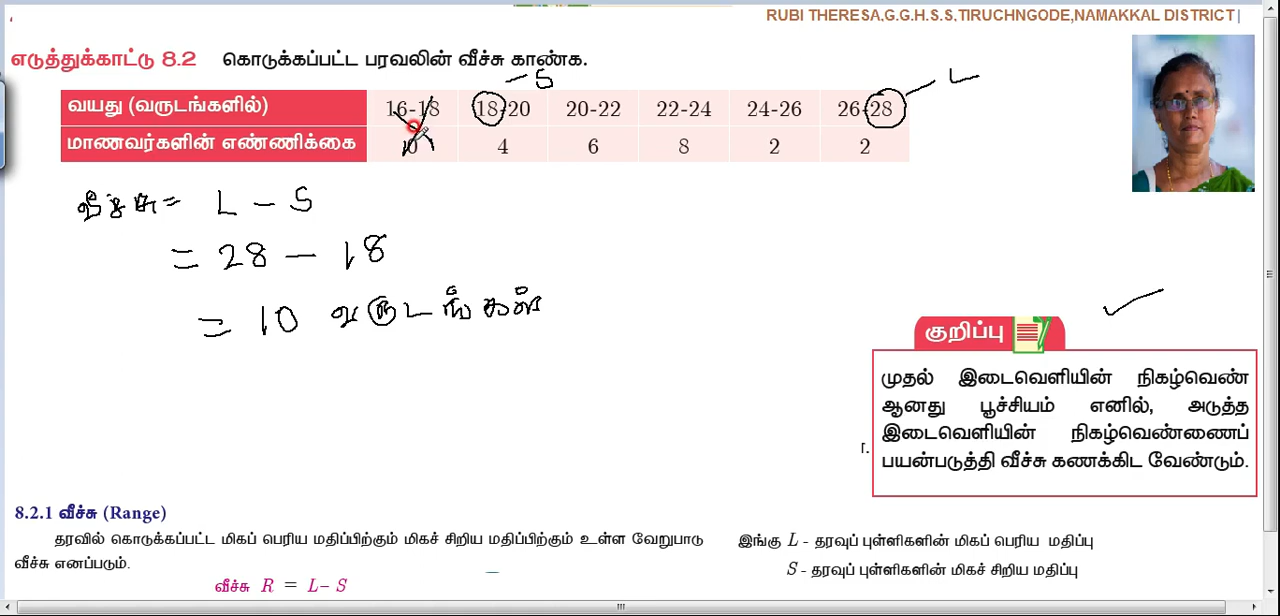 RUBI THERESA,G.G.H.S.S,TIRUCHNGODE,NAMAKKAL DISTRICT
எடுத்துக்காட்டு 8.2 கொடுக்கப்பட்ட பரவலின் வீச்சு காண்க.
S L
வயது (வருடங்களில்) 16-18 18-20 20-22 22-24 24-26 26-28
மாணவர்களின் எண்ணிக்கை 0 4 6 8 2 2
வீச்சு = L - S
= 28 - 18
= 10 வருடங்கள்
குறிப்பு
முதல் இடைவெளியின் நிகழ்வெண்
ஆனது பூச்சியம் எனில், அடுத்த
இடைவெளியின் நிகழ்வெண்ணைப்
பயன்படுத்தி வீச்சு கணக்கிட வேண்டும்.
8.2.1 வீச்சு (Range)
தரவில் கொடுக்கப்பட்ட மிகப் பெரிய மதிப்பிற்கும் மிகச் சிறிய மதிப்பிற்கும் உள்ள வேறுபாடு
வீச்சு எனப்படும்.
வீச்சு R = L- S
இங்கு L - தரவுப் புள்ளிகளின் மிகப் பெரிய மதிப்பு
S - தரவுப் புள்ளிகளின் மிகச் சிறிய மதிப்பு